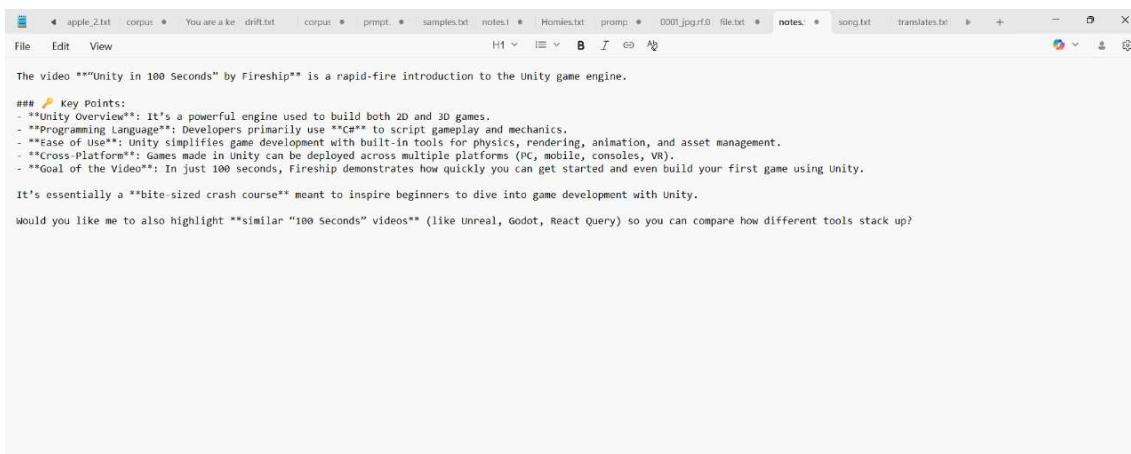 apple_2.txt corpus You are a ke drift.txt corpus prmpt. samples.txt notes.t Homies.txt promp 0001_jpg.rf.0 file.txt notes. song.txt translates.txt
File Edit View H1 B I
The video **“Unity in 100 Seconds” by Fireship** is a rapid-fire introduction to the Unity game engine.
### 🔑 Key Points:
- **Unity Overview**: It’s a powerful engine used to build both 2D and 3D games.
- **Programming Language**: Developers primarily use **C#** to script gameplay and mechanics.
- **Ease of Use**: Unity simplifies game development with built-in tools for physics, rendering, animation, and asset management.
- **Cross-Platform**: Games made in Unity can be deployed across multiple platforms (PC, mobile, consoles, VR).
- **Goal of the Video**: In just 100 seconds, Fireship demonstrates how quickly you can get started and even build your first game using Unity.
It’s essentially a **bite-sized crash course** meant to inspire beginners to dive into game development with Unity.
Would you like me to also highlight **similar “100 Seconds” videos** (like Unreal, Godot, React Query) so you can compare how different tools stack up?